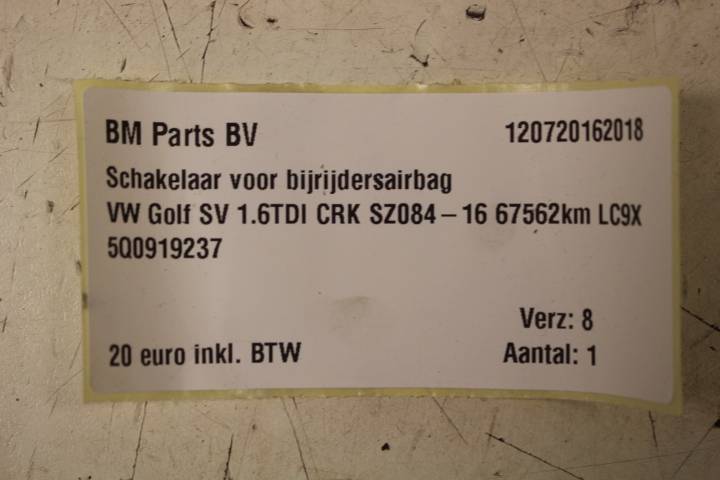 BM Parts BV 120720162018
Schakelaar voor bijrijdersairbag
VW Golf SV 1.6TDI CRK SZ084-16 67562km LC9X
5Q0919237
Verz: 8
20 euro inkl. BTW Aantal: 1